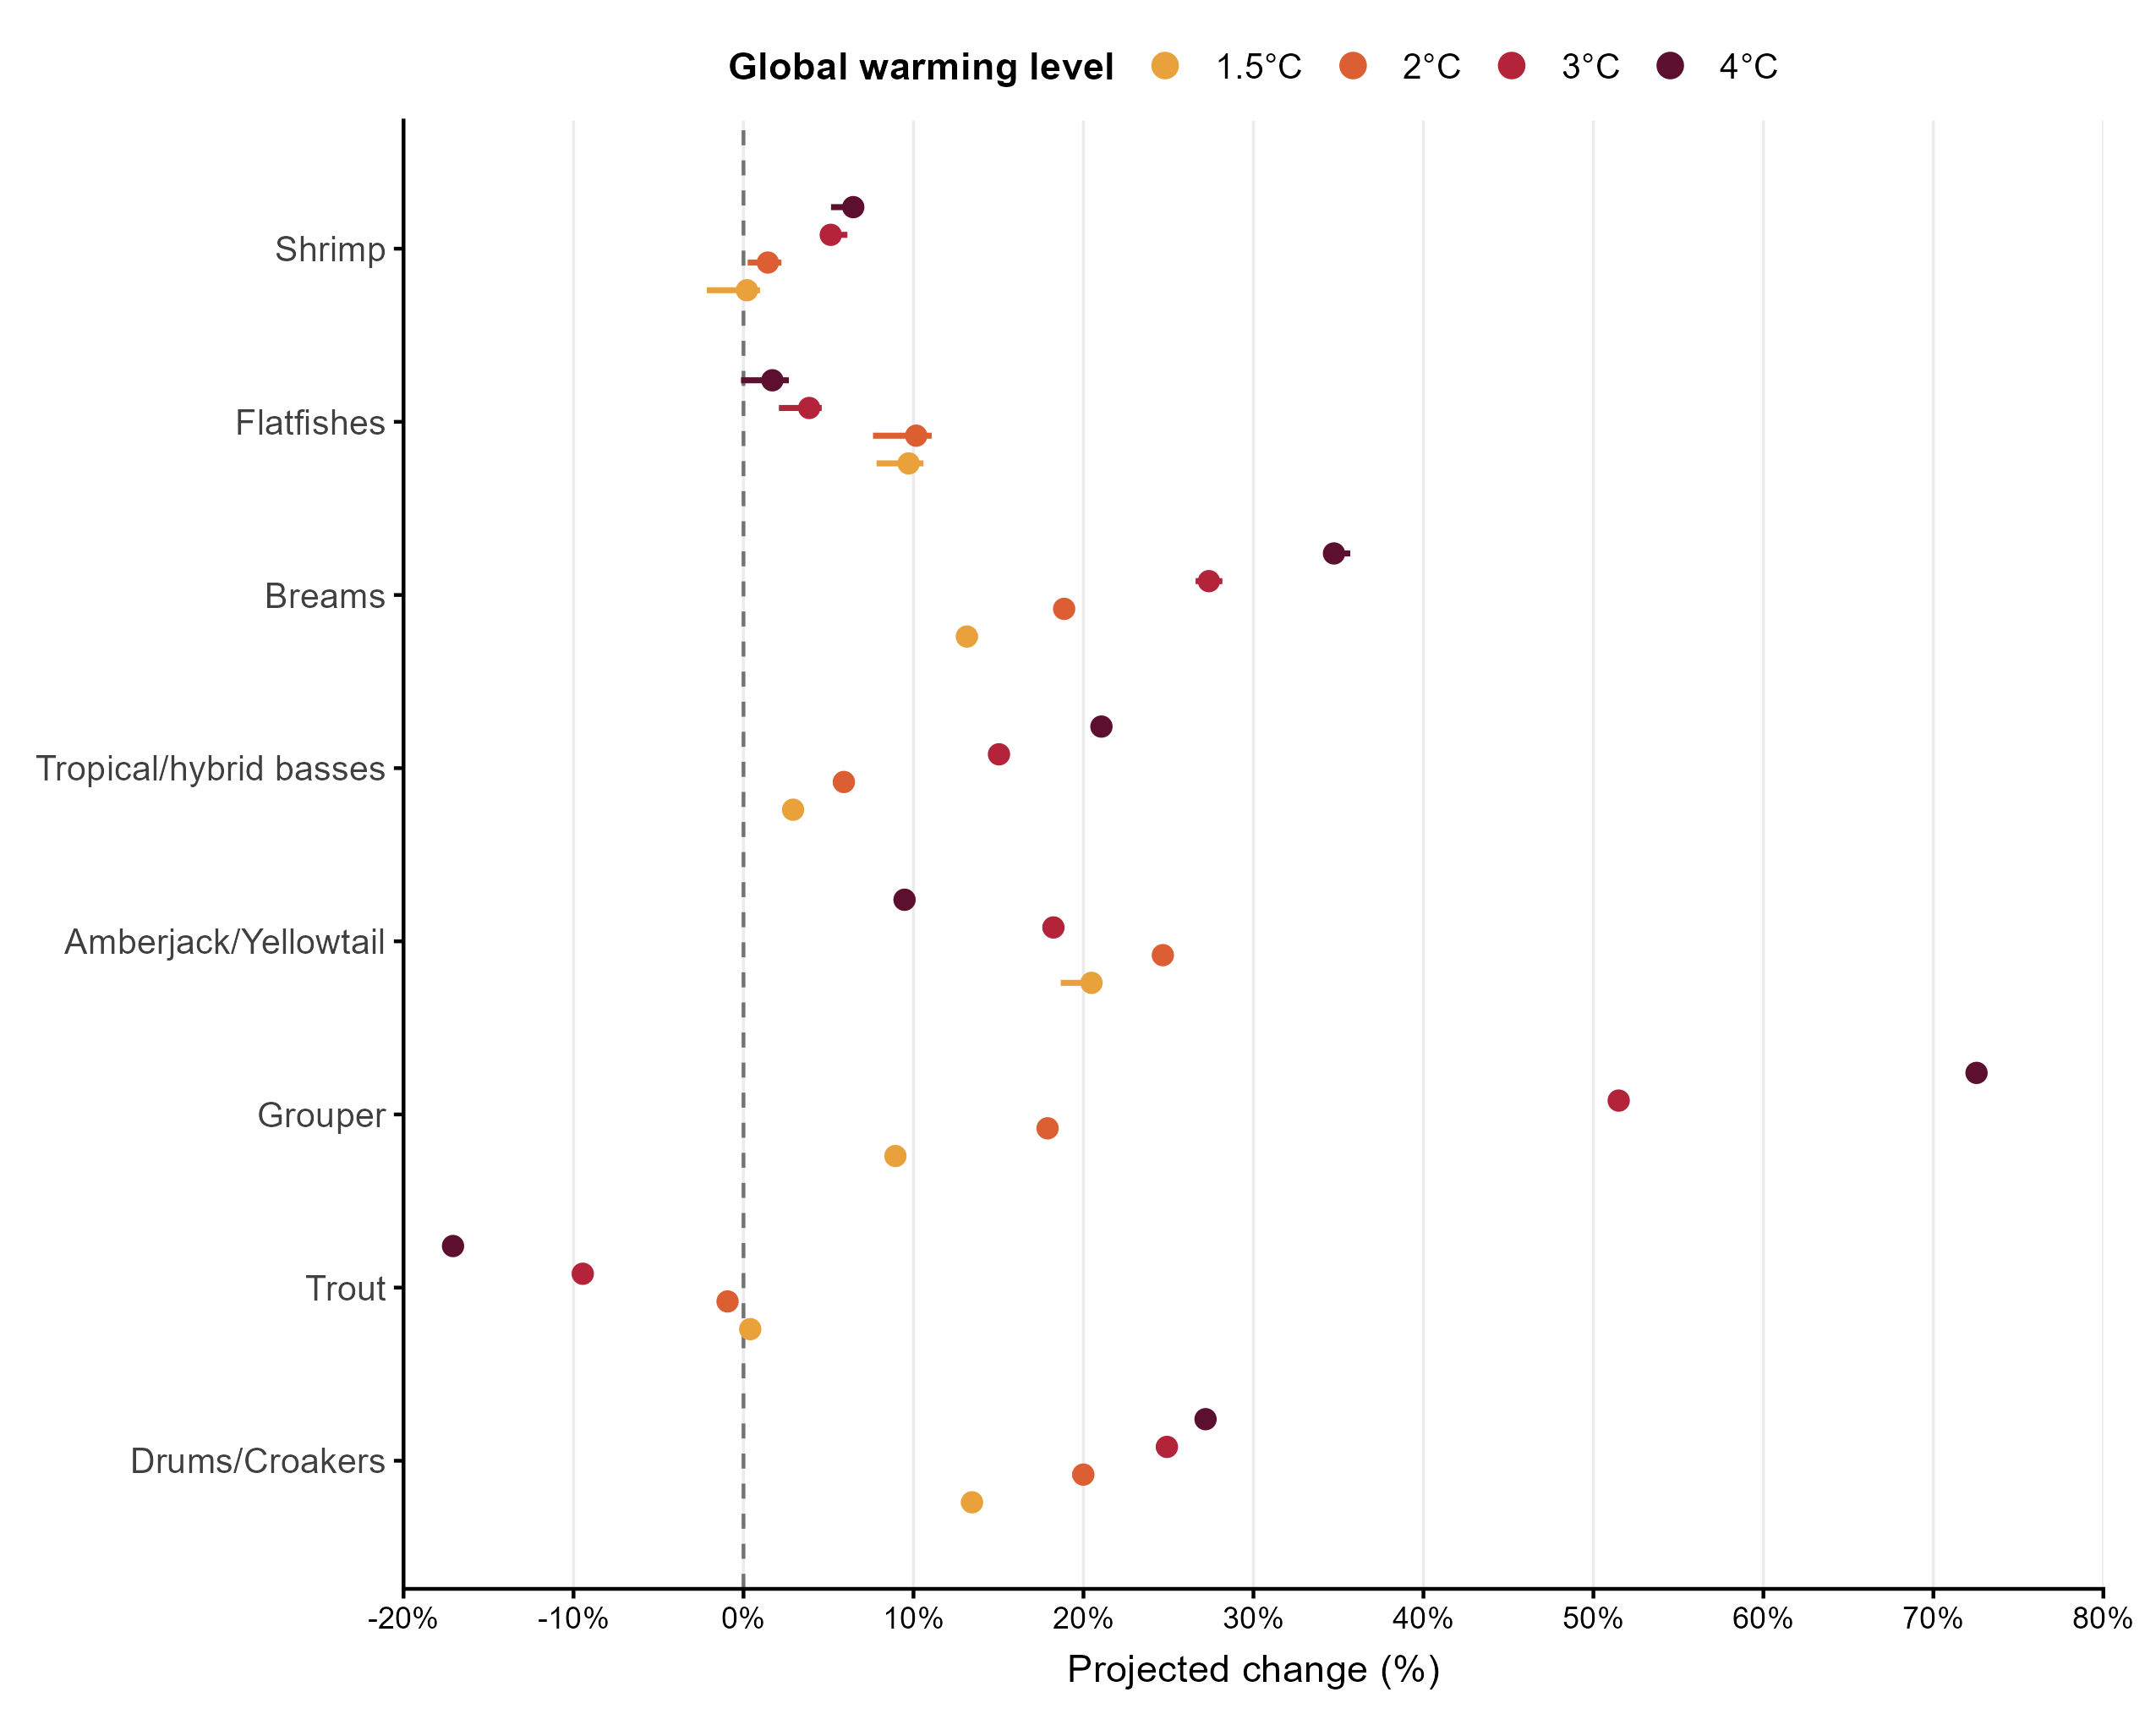 Global warming level 1.5°C 2°C 3°C 4°C
Shrimp
Flatfishes
Breams
Tropical/hybrid basses
Amberjack/Yellowtail
Grouper
Trout
Drums/Croakers
-20% -10% 0% 10% 20% 30% 40% 50% 60% 70% 80%
Projected change (%)